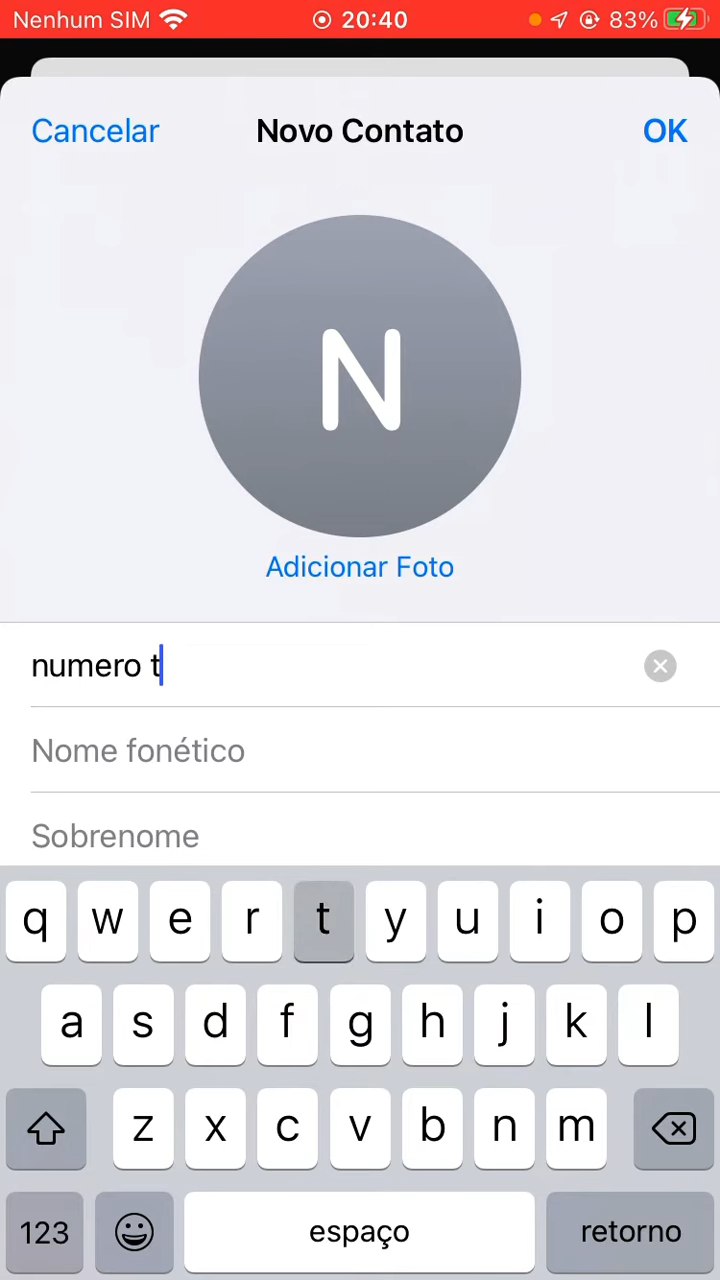 Nenhum SIM 20:40 83%
Cancelar Novo Contato OK
N
Adicionar Foto
numero t
Nome fonético
Sobrenome
q w e r t y u i o p
a s d f g h j k l
z x c v b n m
123 espaço retorno